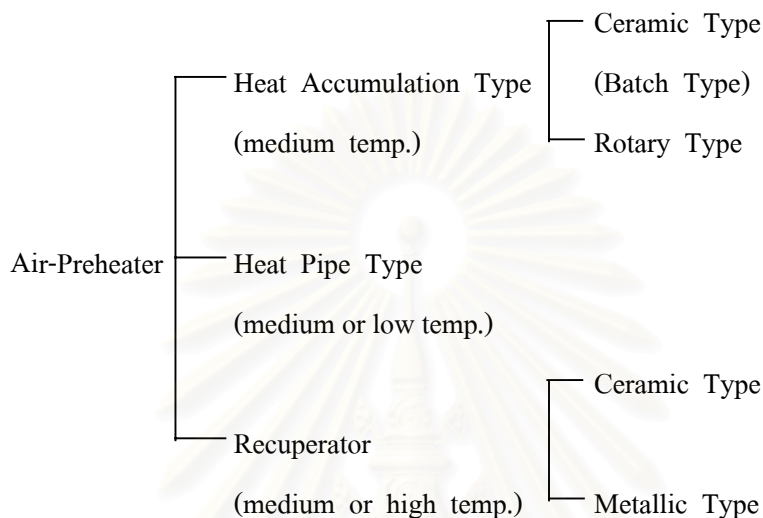 Ceramic Type
Heat Accumulation Type
(Batch Type)
(medium temp.)
Rotary Type
Air-Preheater
Heat Pipe Type
(medium or low temp.)
Ceramic Type
Recuperator
(medium or high temp.)
Metallic Type